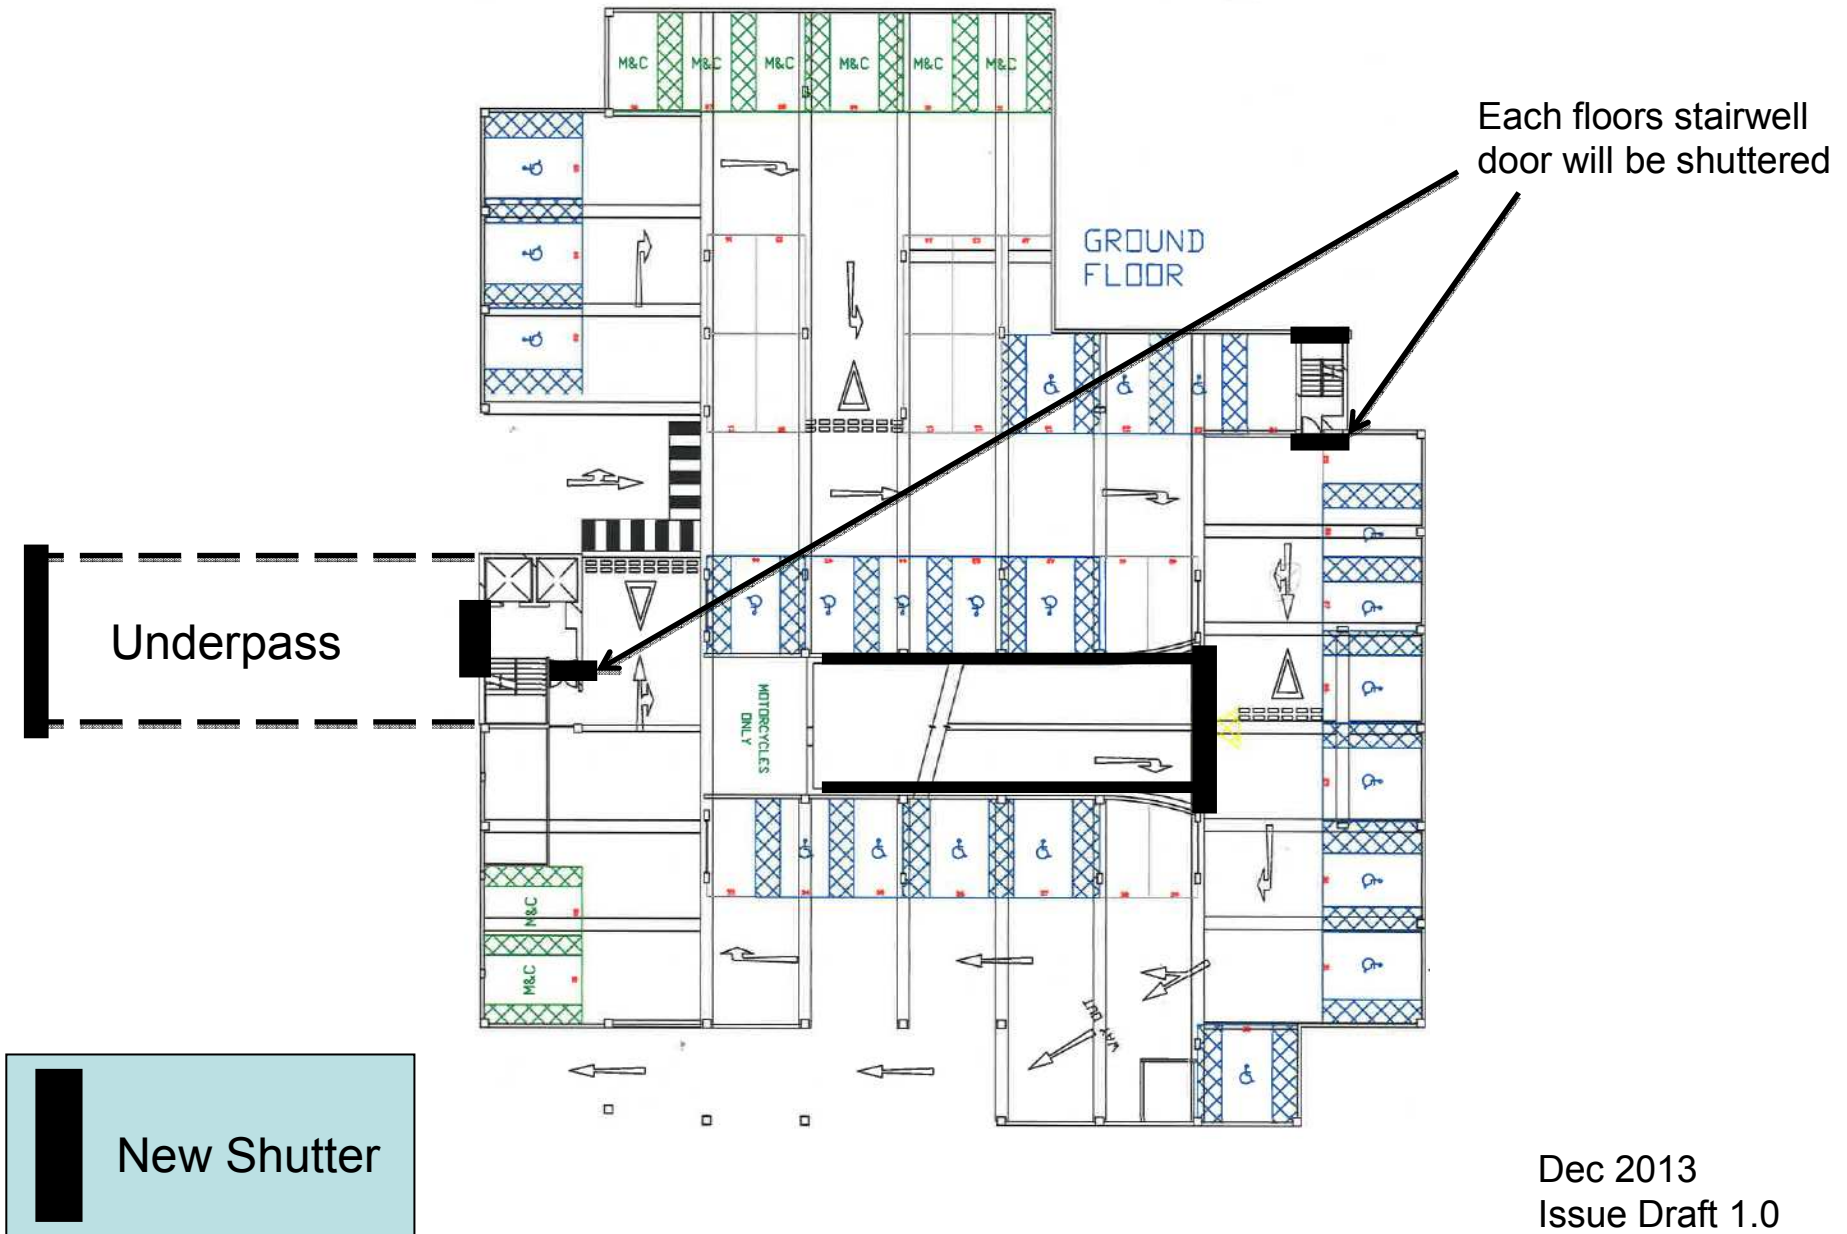 M&C M&C M&C M&C M&C M&C
Each floors stairwell
door will be shuttered
GROUND
FLOOR
Underpass
MOTORCYCLES
ONLY
M&C
M&C
WAY OUT
New Shutter
Dec 2013
Issue Draft 1.0